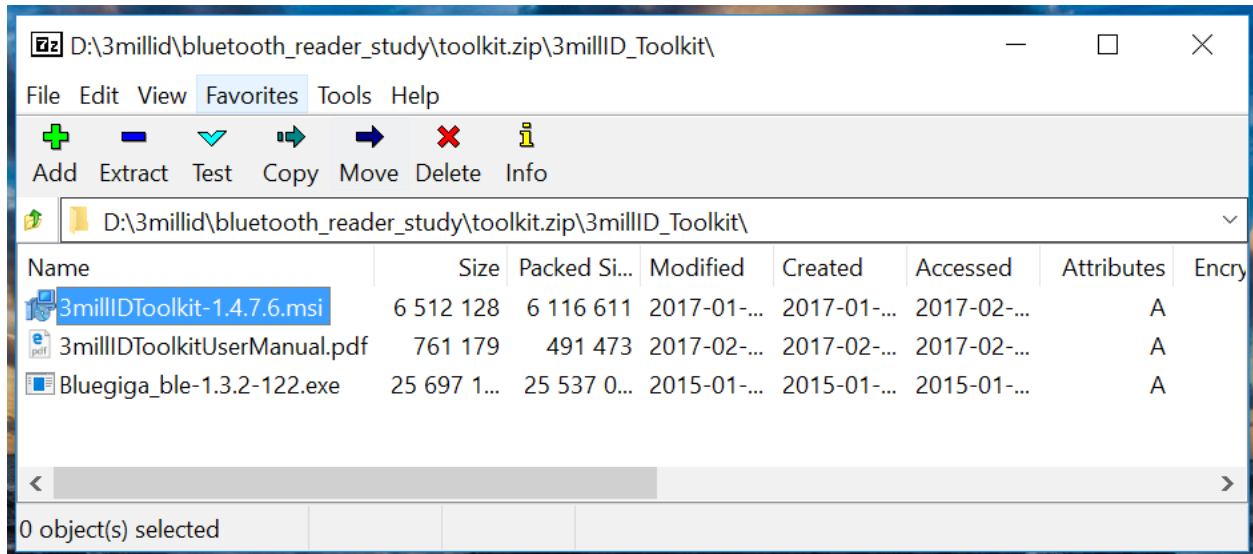 D:\3millid\bluetooth_reader_study\toolkit.zip\3millID_Toolkit\
File Edit View Favorites Tools Help
Add Extract Test Copy Move Delete Info
D:\3millid\bluetooth_reader_study\toolkit.zip\3millID_Toolkit\
Name Size Packed Si... Modified Created Accessed Attributes Encry
3millIDToolkit-1.4.7.6.msi 6 512 128 6 116 611 2017-01-... 2017-01-... 2017-02-... A
3millIDToolkitUserManual.pdf 761 179 491 473 2017-02-... 2017-02-... 2017-02-... A
Bluegiga_ble-1.3.2-122.exe 25 697 1... 25 537 0... 2015-01-... 2015-01-... 2015-01-... A
0 object(s) selected